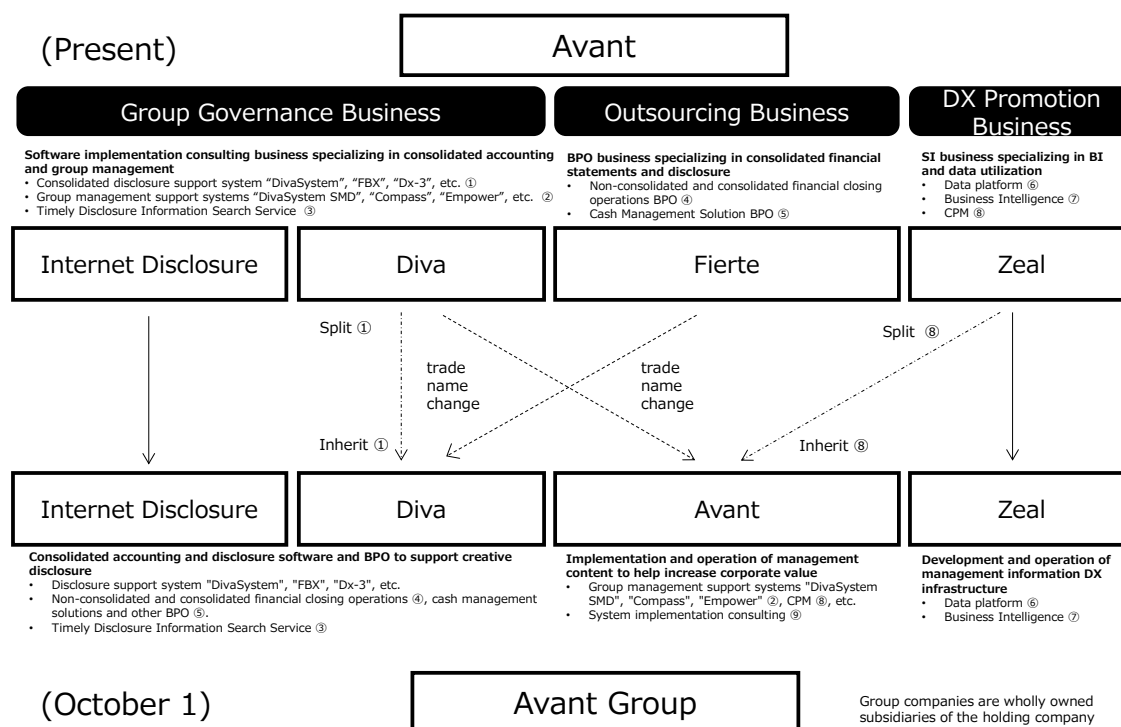 (Present)
Avant
Group Governance Business
Outsourcing Business
DX Promotion
Business
Software implementation consulting business specializing in consolidated accounting
and group management
• Consolidated disclosure support system “DivaSystem”, “FBX”, “Dx-3”, etc. ①
• Group management support systems “DivaSystem SMD”, “Compass”, “Empower”, etc. ②
• Timely Disclosure Information Search Service ③
BPO business specializing in consolidated financial
statements and disclosure
• Non-consolidated and consolidated financial closing
operations BPO ④
• Cash Management Solution BPO ⑤
SI business specializing in BI
and data utilization
• Data platform ⑥
• Business Intelligence ⑦
• CPM ⑧
Internet Disclosure
Diva
Fierte
Zeal
Split ①
Split ⑧
trade
name
change
trade
name
change
Inherit ①
Inherit ⑧
Internet Disclosure
Diva
Avant
Zeal
Consolidated accounting and disclosure software and BPO to support creative
disclosure
• Disclosure support system "DivaSystem", "FBX", "Dx-3", etc.
• Non-consolidated and consolidated financial closing operations ④, cash management
solutions and other BPO ⑤.
• Timely Disclosure Information Search Service ③
Implementation and operation of management
content to help increase corporate value
• Group management support systems "DivaSystem
SMD", "Compass", "Empower" ②, CPM ⑧, etc.
• System implementation consulting ⑨
Development and operation of
management information DX
infrastructure
• Data platform ⑥
• Business Intelligence ⑦
(October 1)
Avant Group
Group companies are wholly owned
subsidiaries of the holding company